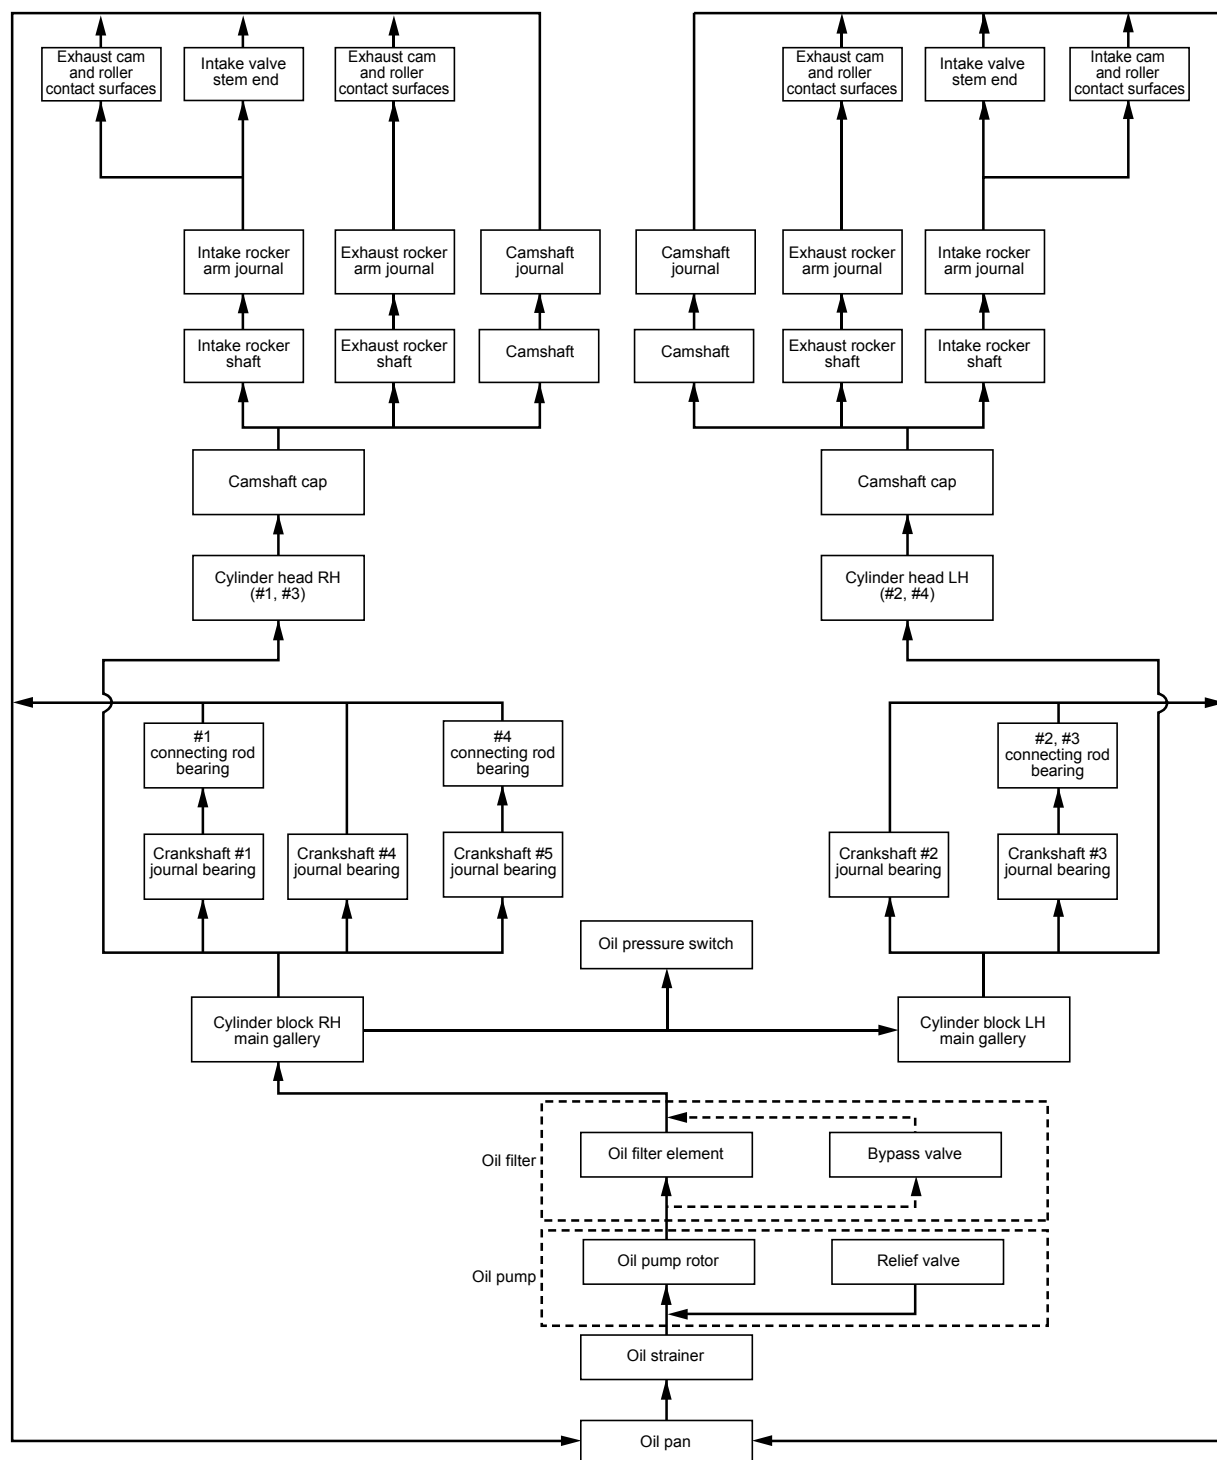 Exhaust cam
and roller
contact surfaces
Intake valve
stem end
Exhaust cam
and roller
contact surfaces
Exhaust cam
and roller
contact surfaces
Intake valve
stem end
Intake cam
and roller
contact surfaces
Intake rocker
arm journal
Exhaust rocker
arm journal
Camshaft
journal
Camshaft
journal
Exhaust rocker
arm journal
Intake rocker
arm journal
Intake rocker
shaft
Exhaust rocker
shaft
Camshaft
Camshaft
Exhaust rocker
shaft
Intake rocker
shaft
Camshaft cap
Camshaft cap
Cylinder head RH
(#1, #3)
Cylinder head LH
(#2, #4)
#1
connecting rod
bearing
#4
connecting rod
bearing
#2, #3
connecting rod
bearing
Crankshaft #1
journal bearing
Crankshaft #4
journal bearing
Crankshaft #5
journal bearing
Crankshaft #2
journal bearing
Crankshaft #3
journal bearing
Oil pressure switch
Cylinder block RH
main gallery
Cylinder block LH
main gallery
Oil filter
Oil filter element
Bypass valve
Oil pump
Oil pump rotor
Relief valve
Oil strainer
Oil pan